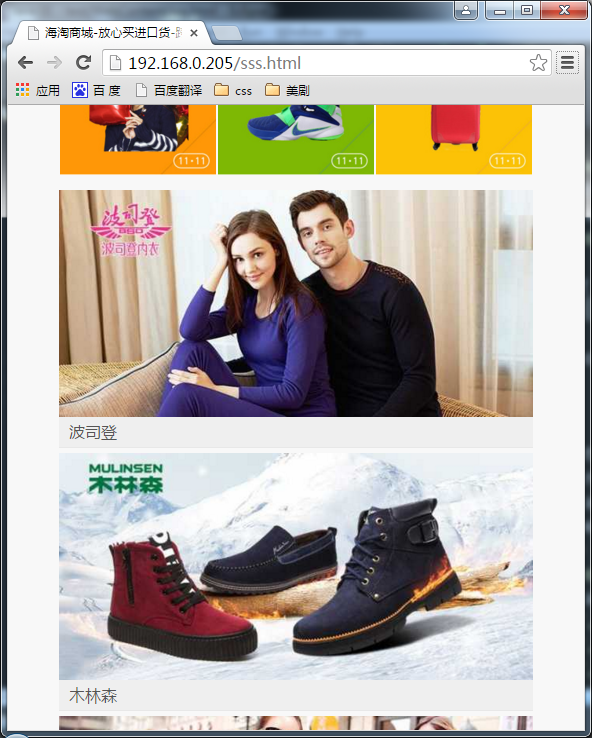 海淘商城-放心买进口货-
192.168.0.205/sss.html
应用 百 度 百度翻译 css 美剧
11·11 11·11 11·11
波司登
波司登内衣
波司登
MULINSEN
木林森
木林森